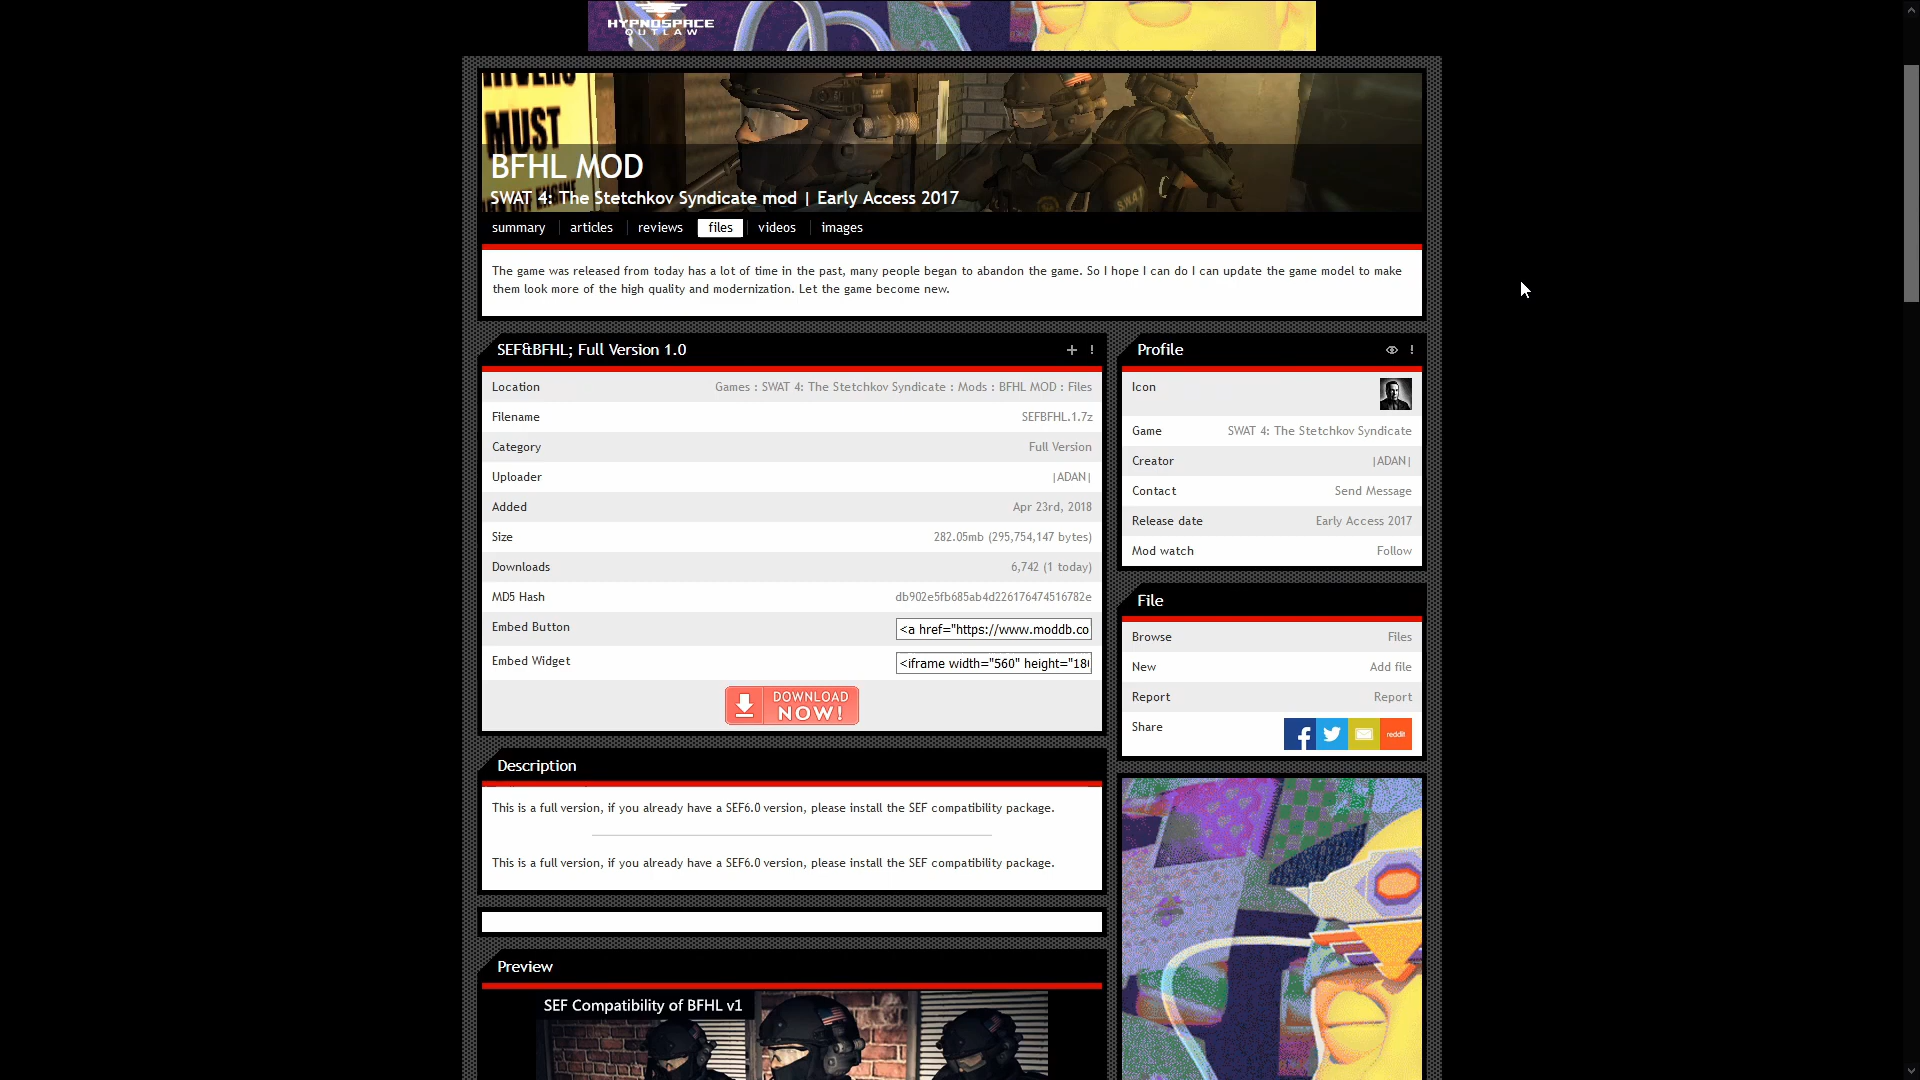 HYPNOSPACE
OUTLAW
MUST
BFHL MOD
SWAT 4: The Stetchkov Syndicate mod | Early Access 2017
summary
articles
reviews
files
videos
images
The game was released from today has a lot of time in the past, many people began to abandon the game. So I hope I can do I can update the game model to make
them look more of the high quality and modernization. Let the game become new.
SEF&BFHL; Full Version 1.0
Location Games : SWAT 4: The Stetchkov Syndicate : Mods : BFHL MOD : Files
Filename SEFBFHL.1.7z
Category Full Version
Uploader |ADAN|
Added Apr 23rd, 2018
Size 282.05mb (295,754,147 bytes)
Downloads 6,742 (1 today)
MD5 Hash db902e5fb685ab4d226176474516782e
Embed Button <a href="https://www.moddb.co
Embed Widget <iframe width="560" height="18
DOWNLOAD
NOW!
Description
This is a full version, if you already have a SEF6.0 version, please install the SEF compatibility package.
This is a full version, if you already have a SEF6.0 version, please install the SEF compatibility package.
Preview
SEF Compatibility of BFHL v1
Profile
Icon
Game SWAT 4: The Stetchkov Syndicate
Creator |ADAN|
Contact Send Message
Release date Early Access 2017
Mod watch Follow
File
Browse Files
New Add file
Report Report
Share
reddit